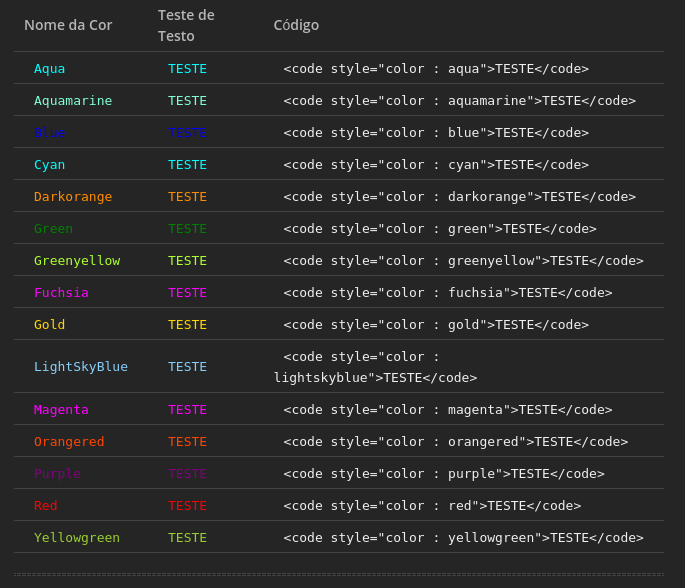 Nome da Cor Teste de Testo Código
Aqua TESTE <code style="color : aqua">TESTE</code>
Aquamarine TESTE <code style="color : aquamarine">TESTE</code>
Blue TESTE <code style="color : blue">TESTE</code>
Cyan TESTE <code style="color : cyan">TESTE</code>
Darkorange TESTE <code style="color : darkorange">TESTE</code>
Green TESTE <code style="color : green">TESTE</code>
Greenyellow TESTE <code style="color : greenyellow">TESTE</code>
Fuchsia TESTE <code style="color : fuchsia">TESTE</code>
Gold TESTE <code style="color : gold">TESTE</code>
LightSkyBlue TESTE <code style="color :
lightskyblue">TESTE</code>
Magenta TESTE <code style="color : magenta">TESTE</code>
Orangered TESTE <code style="color : orangered">TESTE</code>
Purple TESTE <code style="color : purple">TESTE</code>
Red TESTE <code style="color : red">TESTE</code>
Yellowgreen TESTE <code style="color : yellowgreen">TESTE</code>